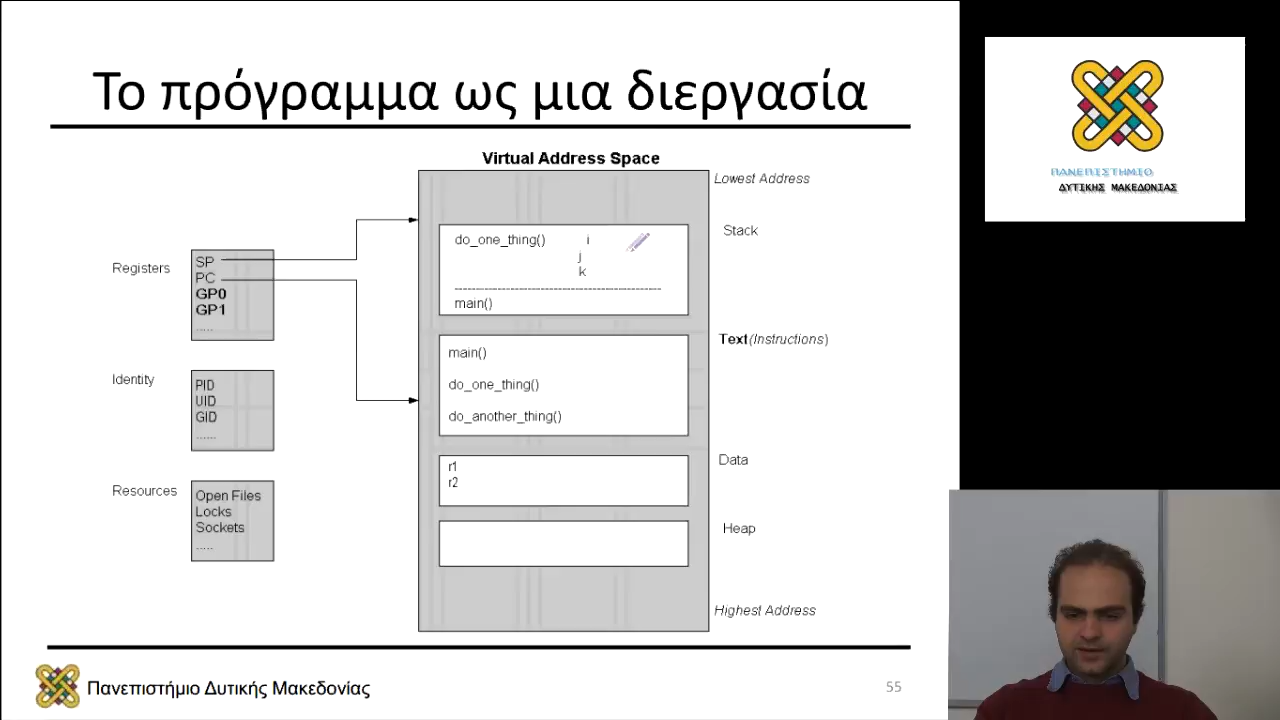 Το πρόγραμμα ως μια διεργασία
Virtual Address Space
Lowest Address
Stack
do_one_thing() i
j
k
main()
Registers
SP
PC
GP0
GP1
.....
Text(Instructions)
main()
do_one_thing()
do_another_thing()
Identity
PID
UID
GID
......
Data
r1
r2
Resources
Open Files
Locks
Sockets
.....
Heap
Highest Address
Πανεπιστήμιο Δυτικής Μακεδονίας
55
ΠΑΝΕΠΙΣΤΗΜΙΟ
ΔΥΤΙΚΗΣ ΜΑΚΕΔΟΝΙΑΣ